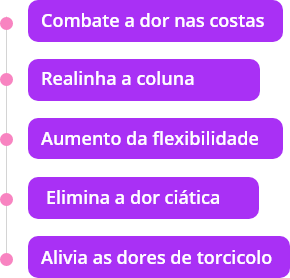 Combate a dor nas costas
Realinha a coluna
Aumento da flexibilidade
Elimina a dor ciática
Alivia as dores de torcicolo